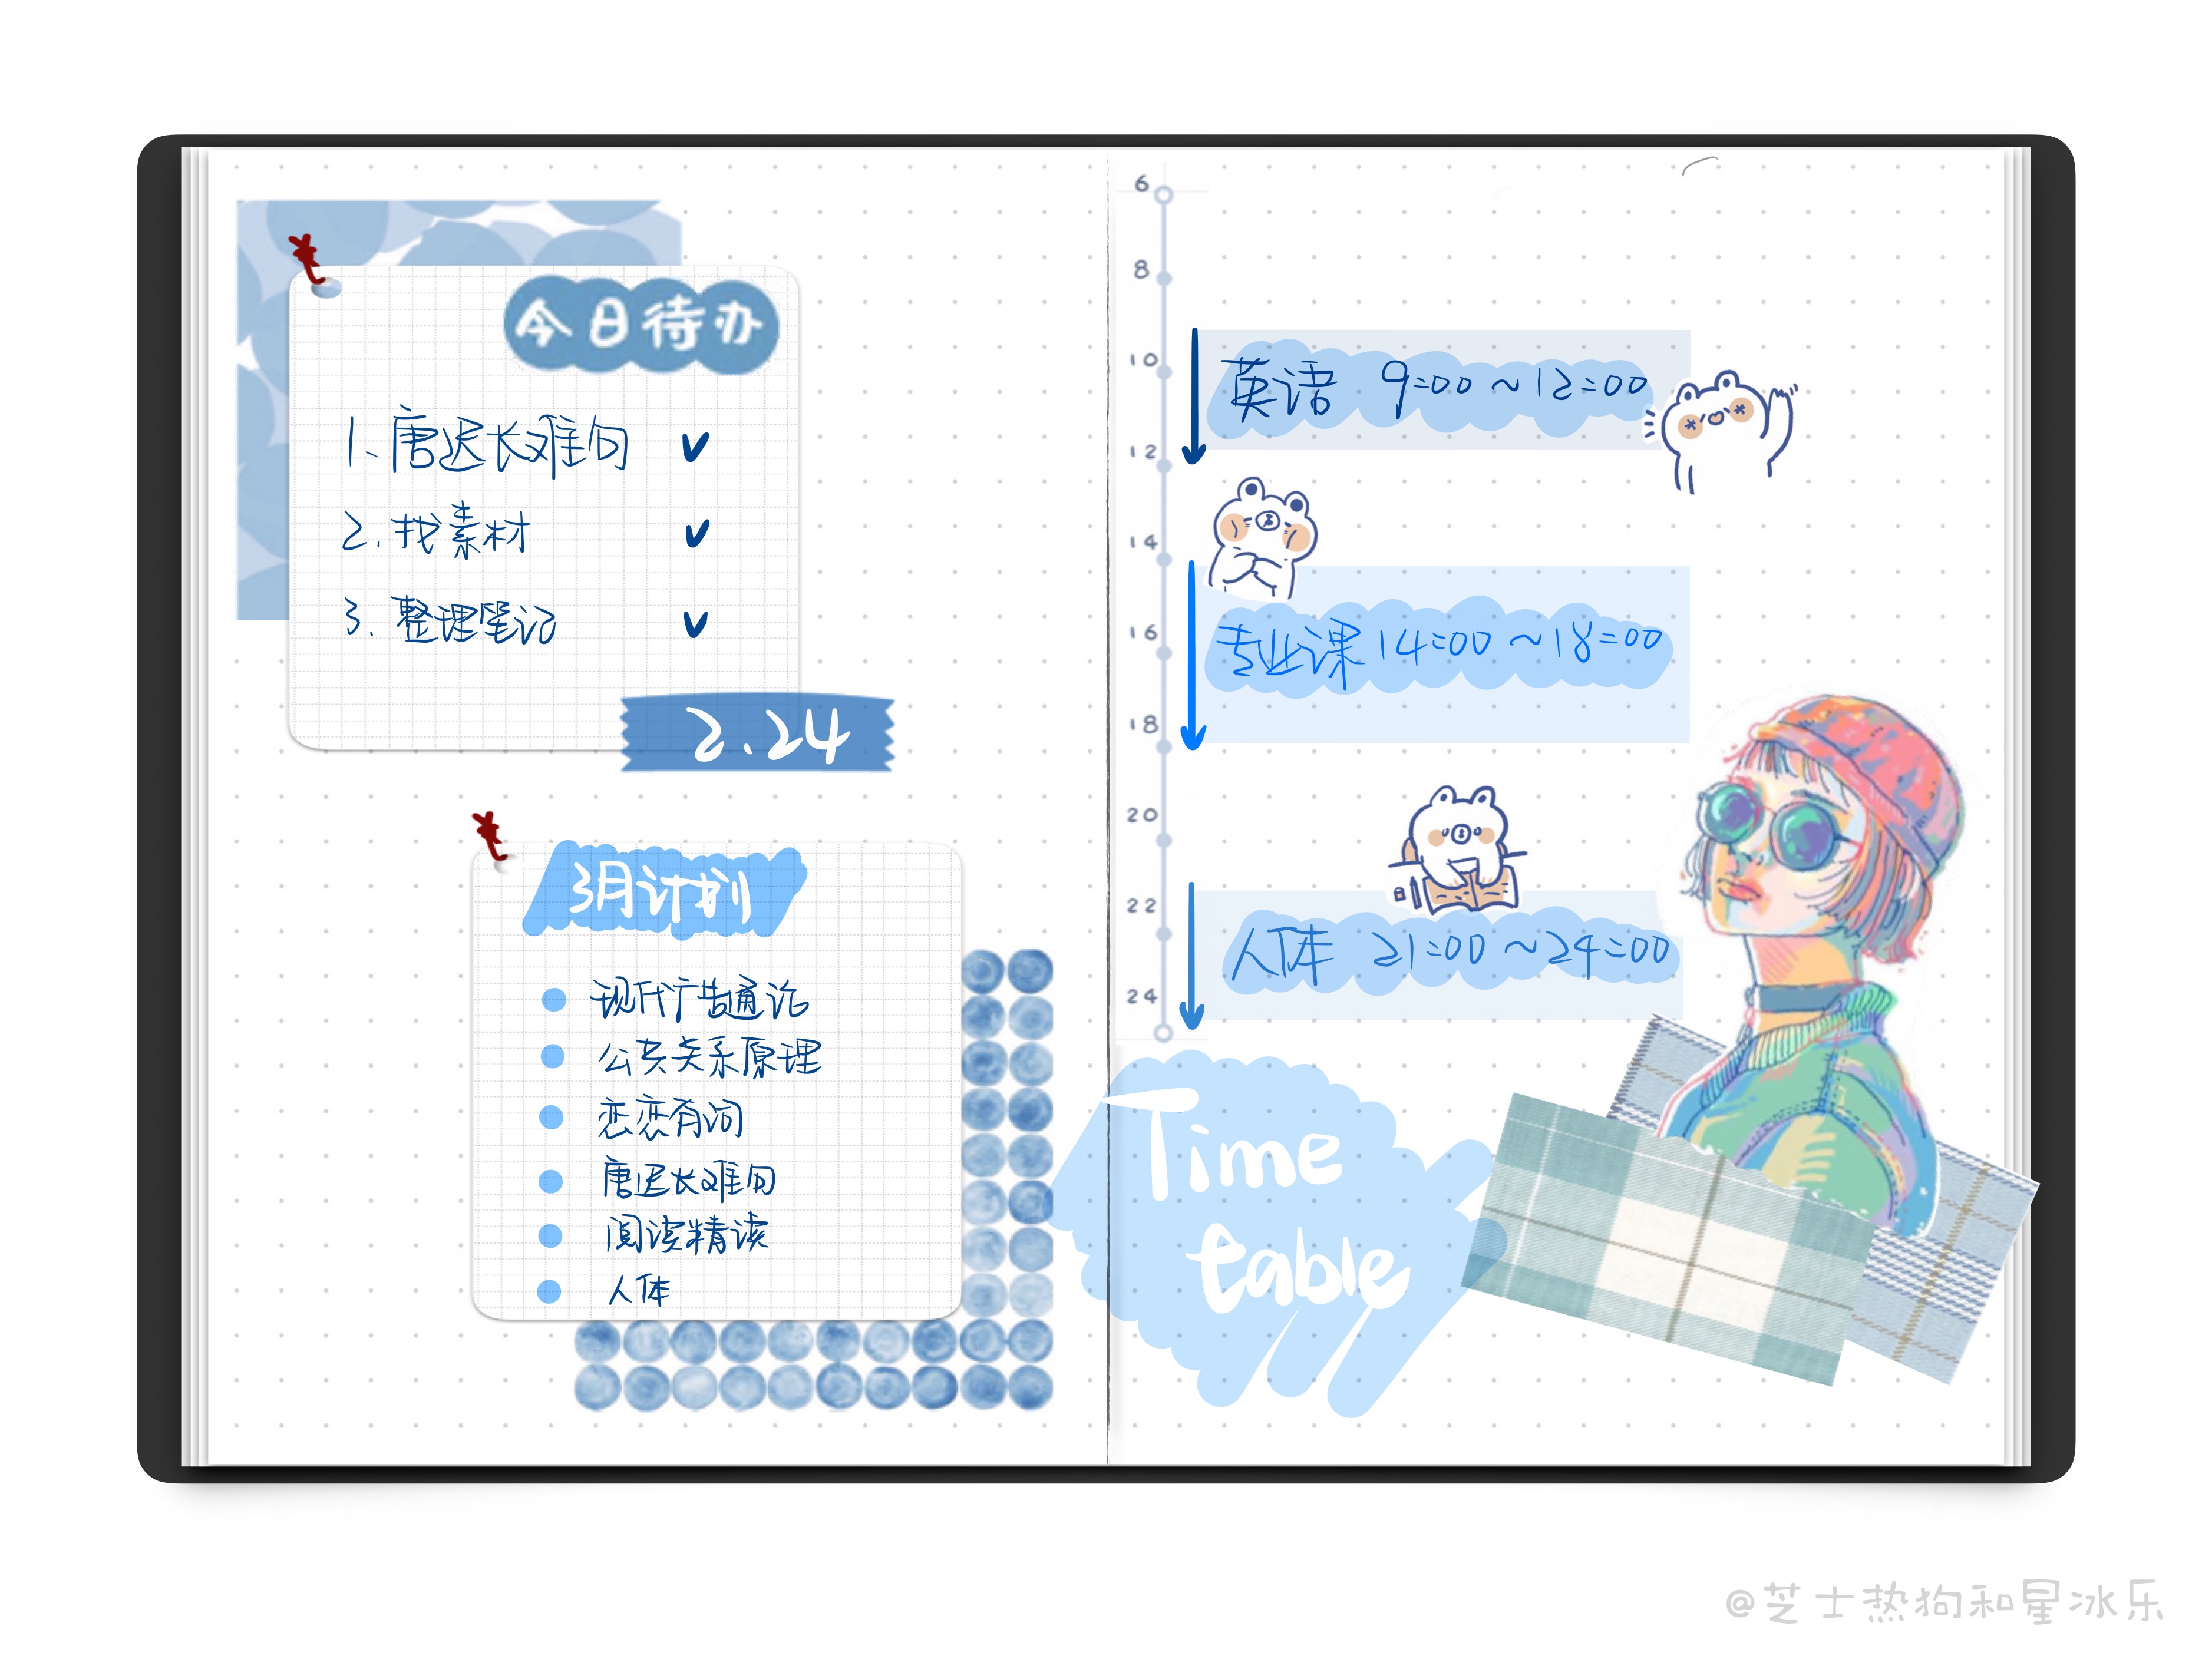 今日待办
1、唐迟长难句 ✔
2.找素材 ✔
3.整理笔记 ✔
2.24
3月计划
现代广告通论
公共关系原理
恋恋有词
唐迟长难句
阅读精读
人体
6
8
10
英语 9:00 ~12:00
12
14
16
专业课 14:00 ~18:00
18
20
22
人体 21:00 ~24:00
24
Time
table
@芝士热狗和星冰乐